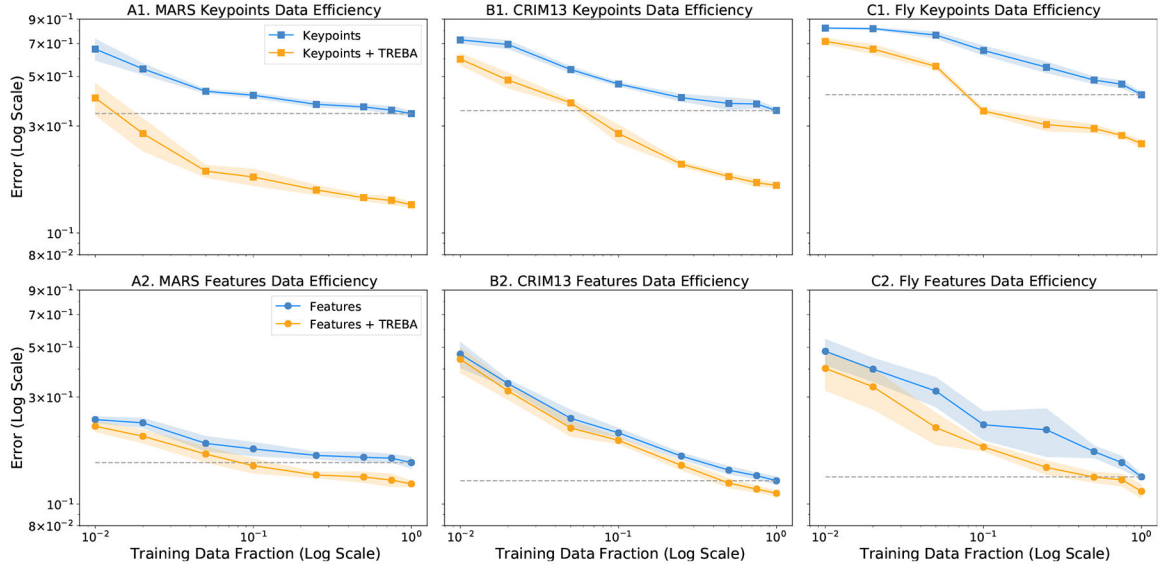 A1. MARS Keypoints Data Efficiency
B1. CRIM13 Keypoints Data Efficiency
C1. Fly Keypoints Data Efficiency
Error (Log Scale)
9×10⁻¹
7×10⁻¹
5×10⁻¹
3×10⁻¹
10⁻¹
8×10⁻²
Keypoints
Keypoints + TREBA
A2. MARS Features Data Efficiency
B2. CRIM13 Features Data Efficiency
C2. Fly Features Data Efficiency
Error (Log Scale)
9×10⁻¹
5×10⁻¹
3×10⁻¹
10⁻¹
8×10⁻²
Features
Features + TREBA
10⁻² 10⁻¹ 10⁰
10⁻² 10⁻¹ 10⁰
10⁻² 10⁻¹ 10⁰
Training Data Fraction (Log Scale)
Training Data Fraction (Log Scale)
Training Data Fraction (Log Scale)